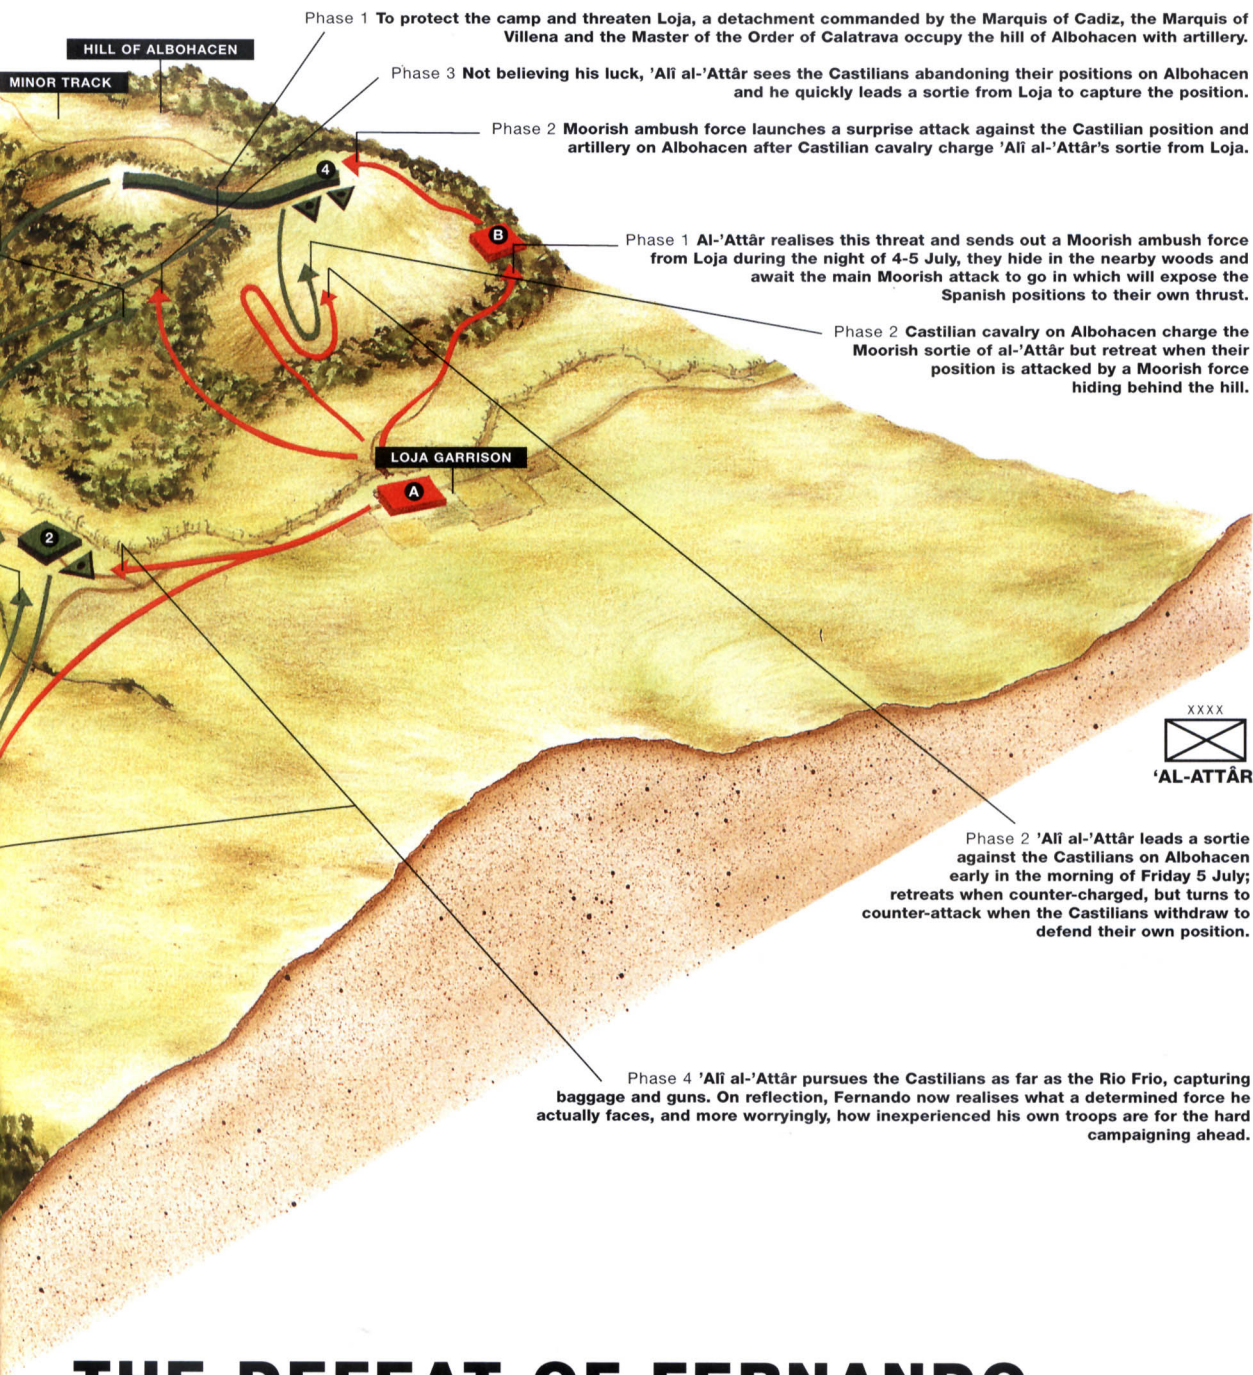 Phase 1 To protect the camp and threaten Loja, a detachment commanded by the Marquis of Cadiz, the Marquis of
Villena and the Master of the Order of Calatrava occupy the hill of Albohacen with artillery.
HILL OF ALBOHACEN
MINOR TRACK
Phase 3 Not believing his luck, 'Alî al-'Attâr sees the Castilians abandoning their positions on Albohacen
and he quickly leads a sortie from Loja to capture the position.
Phase 2 Moorish ambush force launches a surprise attack against the Castilian position and
artillery on Albohacen after Castilian cavalry charge 'Alî al-'Attâr's sortie from Loja.
4
B
Phase 1 Al-'Attâr realises this threat and sends out a Moorish ambush force
from Loja during the night of 4-5 July, they hide in the nearby woods and
await the main Moorish attack to go in which will expose the
Spanish positions to their own thrust.
Phase 2 Castilian cavalry on Albohacen charge the
Moorish sortie of al-'Attâr but retreat when their
position is attacked by a Moorish force
hiding behind the hill.
LOJA GARRISON
A
2
XXXX
'AL-ATTÂR
Phase 2 'Alî al-'Attâr leads a sortie
against the Castilians on Albohacen
early in the morning of Friday 5 July;
retreats when counter-charged, but turns to
counter-attack when the Castilians withdraw to
defend their own position.
Phase 4 'Alî al-'Attâr pursues the Castilians as far as the Rio Frio, capturing
baggage and guns. On reflection, Fernando now realises what a determined force he
actually faces, and more worryingly, how inexperienced his own troops are for the hard
campaigning ahead.
THE DEFEAT OF FERNANDO